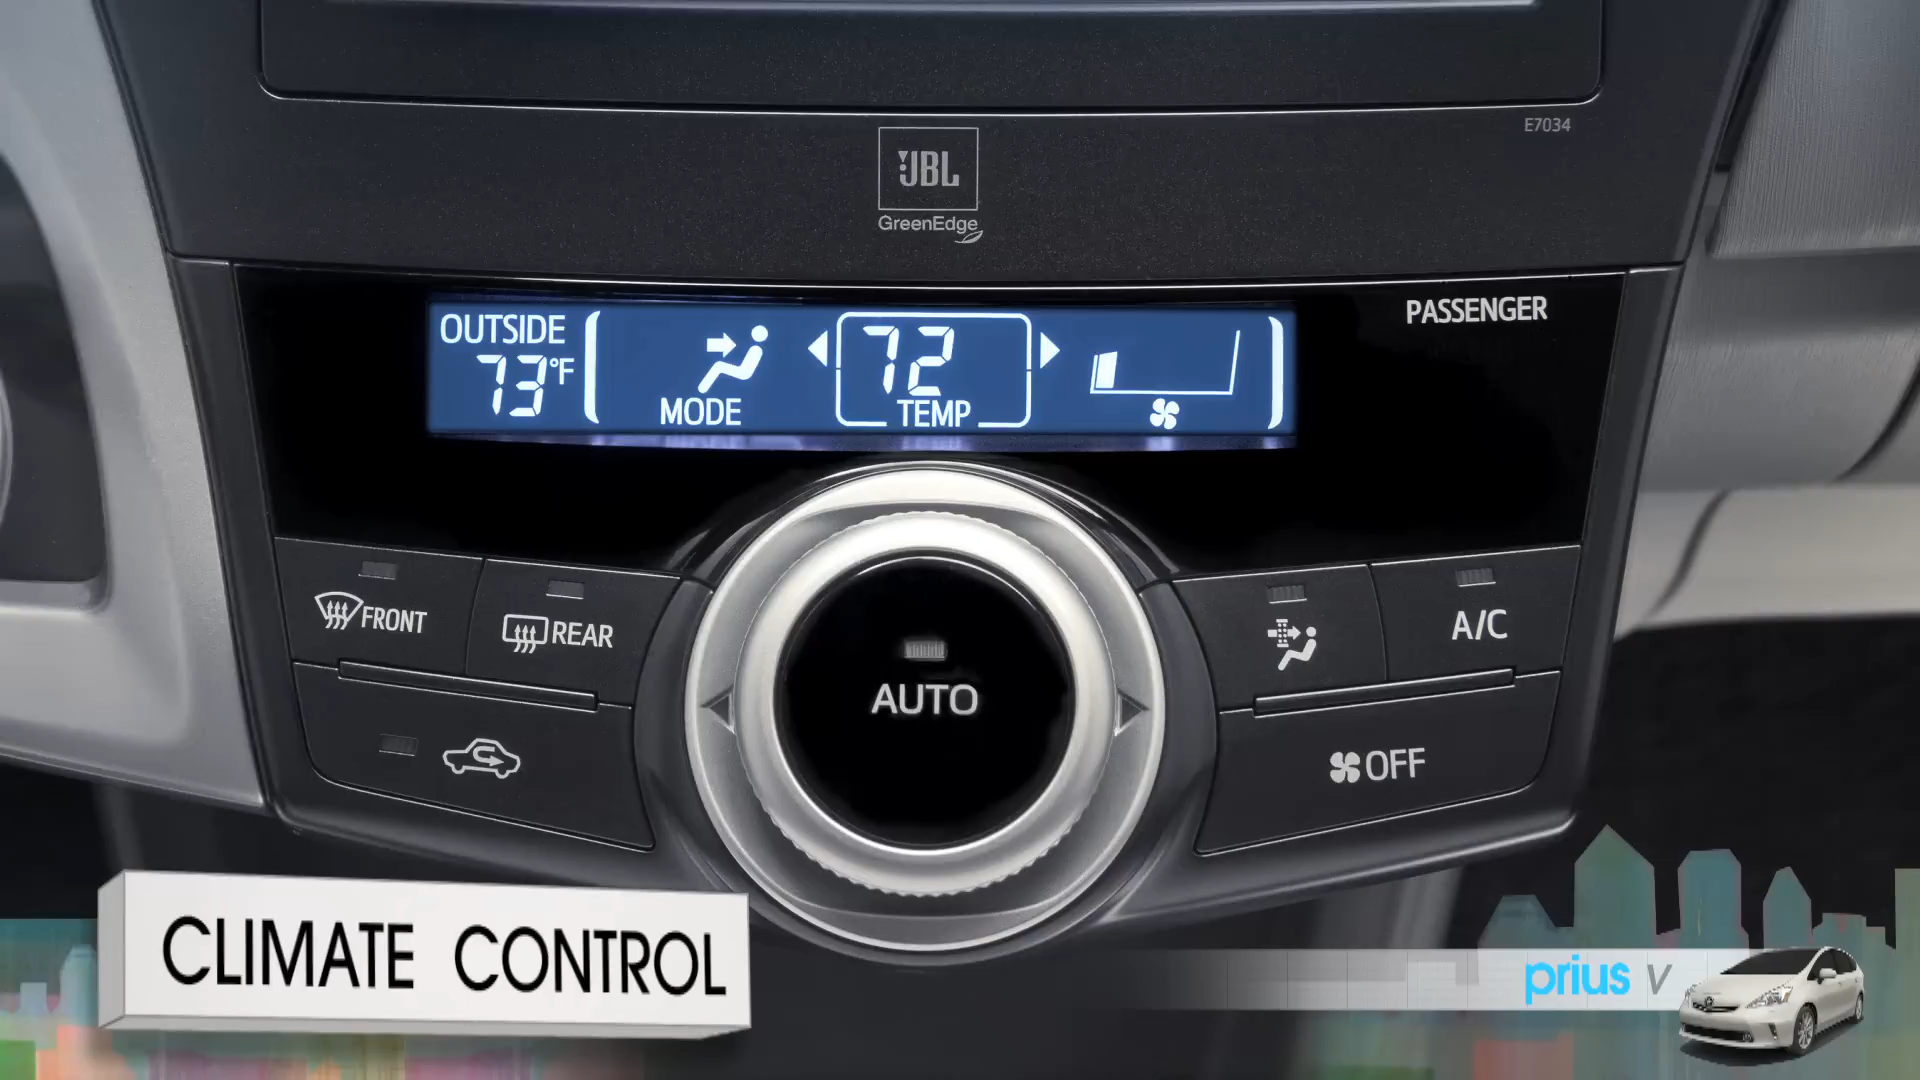 E7034
JBL
GreenEdge
PASSENGER
OUTSIDE
73°F
MODE
72
TEMP
FRONT
REAR
AUTO
A/C
OFF
CLIMATE CONTROL
prius v